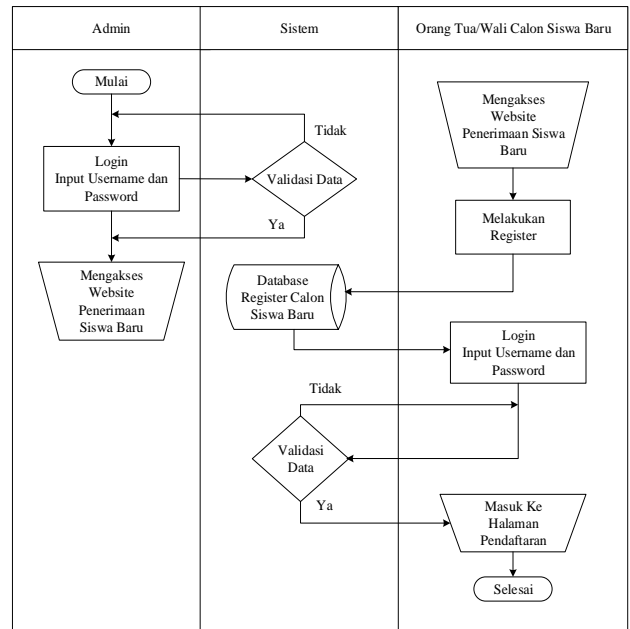 Admin
Sistem
Orang Tua/Wali Calon Siswa Baru
Mulai
Mengakses
Website
Penerimaan Siswa
Baru
Tidak
Login
Input Username dan
Password
Validasi Data
Ya
Melakukan
Register
Mengakses
Website
Penerimaan
Siswa Baru
Database
Register Calon
Siswa Baru
Login
Input Username dan
Password
Tidak
Validasi
Data
Ya
Masuk Ke
Halaman
Pendaftaran
Selesai